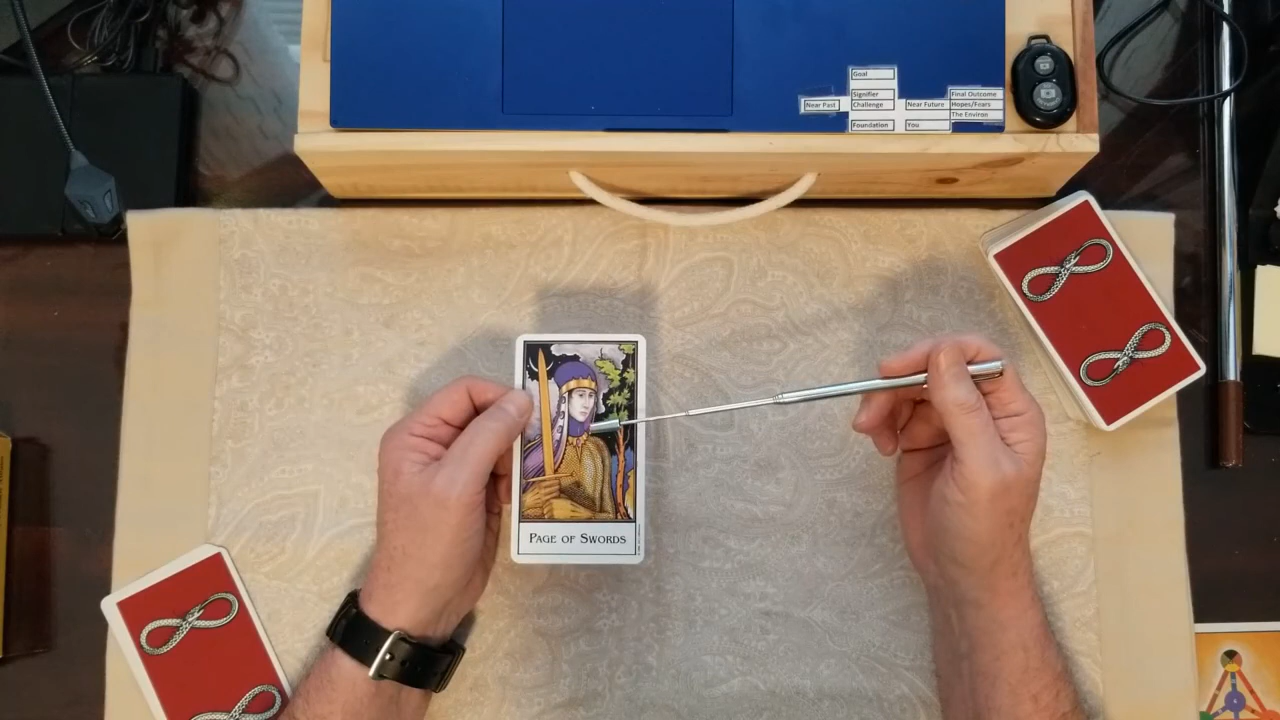 Goal
Signifier
Final Outcome
Near Past
Challenge
Near Future
Hopes/Fears
The Environ
Foundation
You
PAGE OF SWORDS